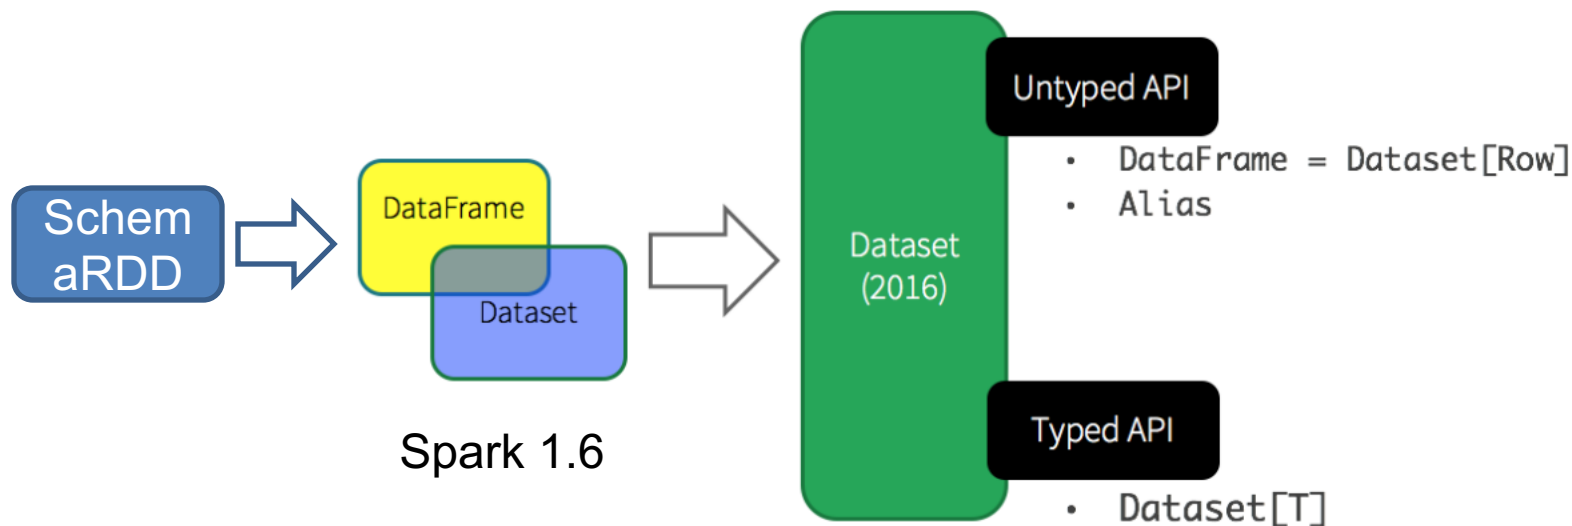 Schem
aRDD
DataFrame
Dataset
Spark 1.6
Dataset
(2016)
Untyped API
• DataFrame = Dataset[Row]
• Alias
Typed API
• Dataset[T]